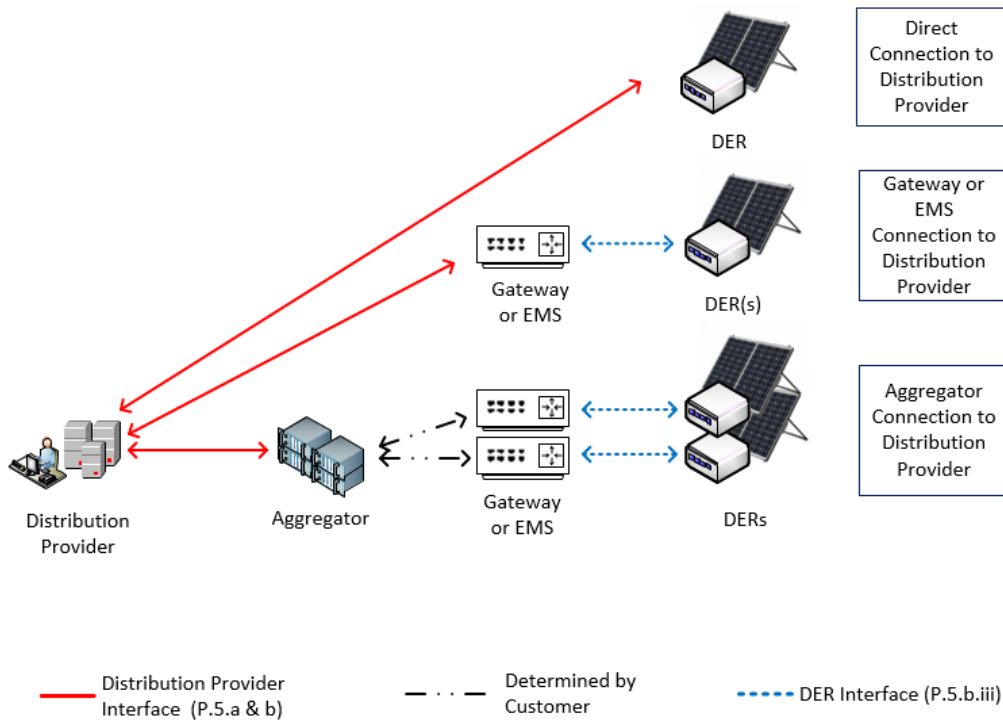 Direct
Connection to
Distribution
Provider
DER
Gateway or
EMS
Connection to
Distribution
Provider
Gateway
or EMS
DER(s)
Aggregator
Connection to
Distribution
Provider
Distribution
Provider
Aggregator
Gateway
or EMS
DERs
Distribution Provider
Interface (P.5.a & b)
Determined by
Customer
DER Interface (P.5.b.iii)